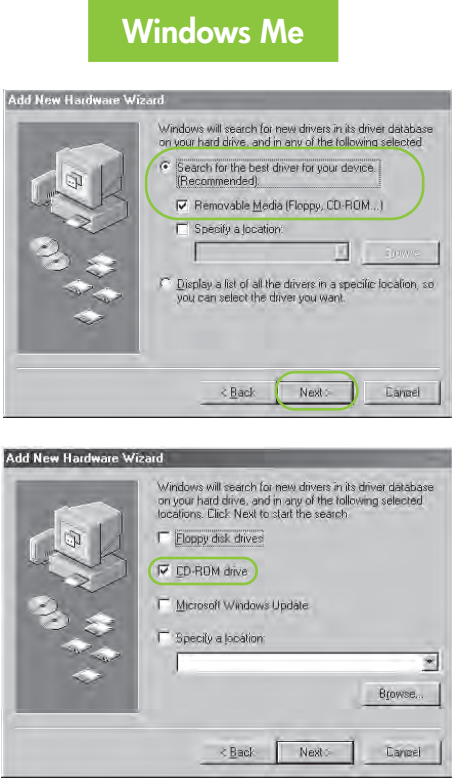 Windows Me
Add New Hardware Wizard
Windows will search for new drivers in its driver database
on your hard drive, and in any of the following selected
Search for the best driver for your device.
(Recommended).
Removable Media (Floppy, CD-ROM...)
Specify a location:
Browse...
Display a list of all the drivers in a specific location, so
you can select the driver you want.
< Back
Next >
Cancel
Add New Hardware Wizard
Windows will search for new drivers in its driver database
on your hard drive, and in any of the following selected
locations. Click Next to start the search.
Floppy disk drives
CD-ROM drive
Microsoft Windows Update
Specify a location:
Browse...
< Back
Next >
Cancel